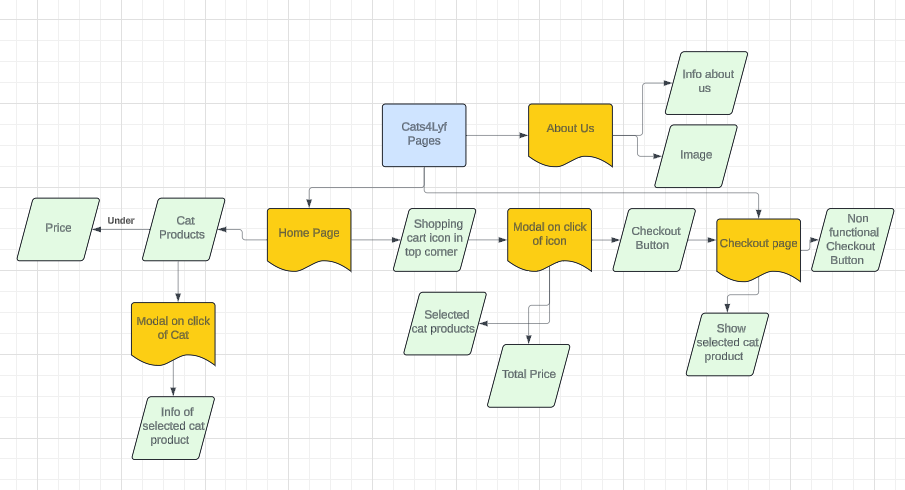 Info about
us
Cats4Lyf
Pages
About Us
Image
Price
Under
Cat
Products
Home Page
Shopping
cart icon in
top corner
Modal on click
of icon
Checkout
Button
Checkout page
Non
functional
Checkout
Button
Modal on click
of Cat
Selected
cat products
Total Price
Show
selected cat
product
Info of
selected cat
product